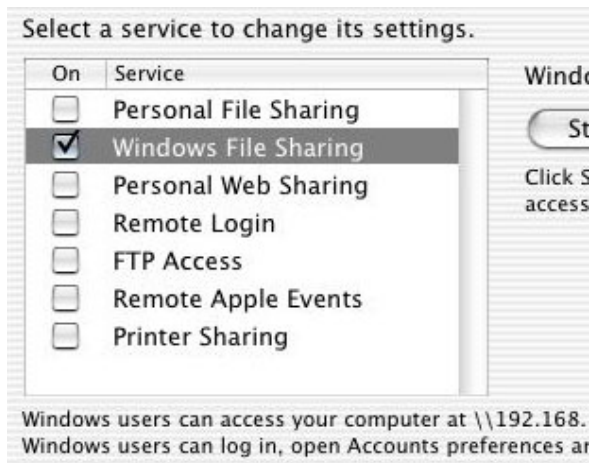 Select a service to change its settings.
On Service
Personal File Sharing
Windows File Sharing
Personal Web Sharing
Remote Login
FTP Access
Remote Apple Events
Printer Sharing
Click
access
Windows users can access your computer at \\192.168.
Windows users can log in, open Accounts preferences